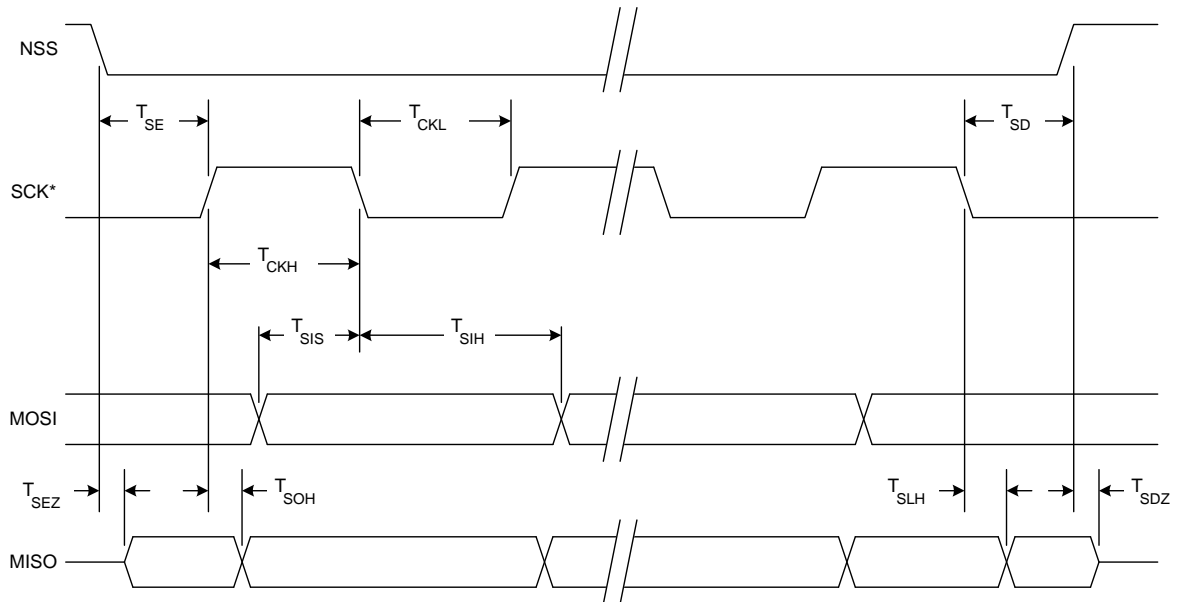 NSS
T_SE
T_CKL
T_SD
SCK*
T_CKH
T_SIS
T_SIH
MOSI
T_SEZ
T_SOH
T_SLH
T_SDZ
MISO